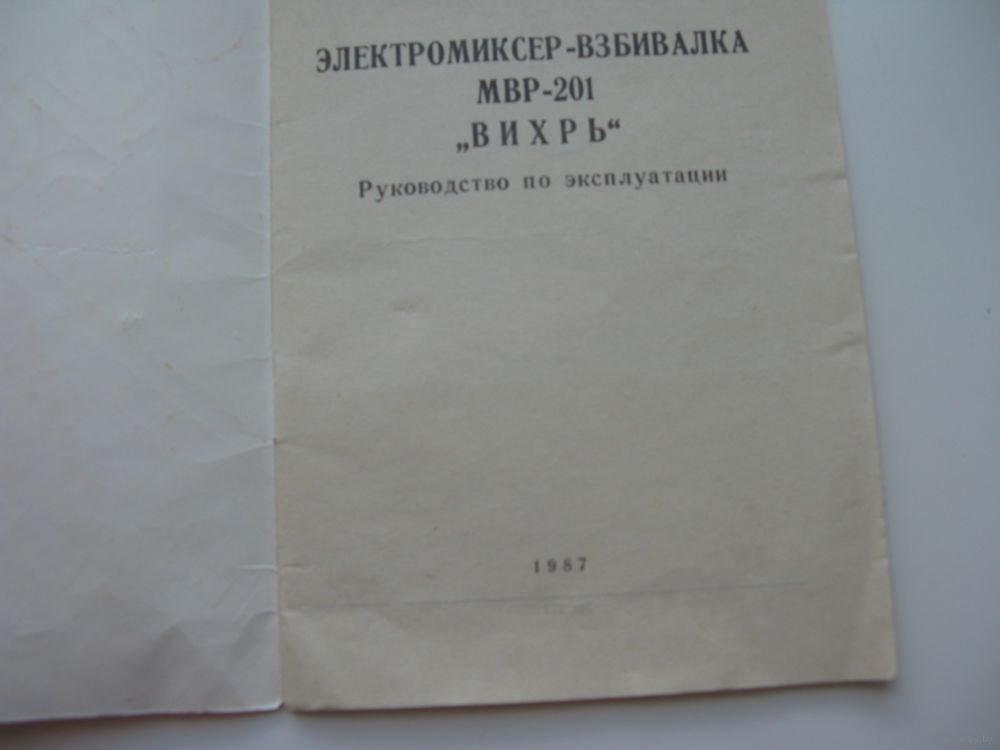 ЭЛЕКТРОМИКСЕР-ВЗБИВАЛКА
МВР-201
„ВИХРЬ“
Руководство по эксплуатации
1987